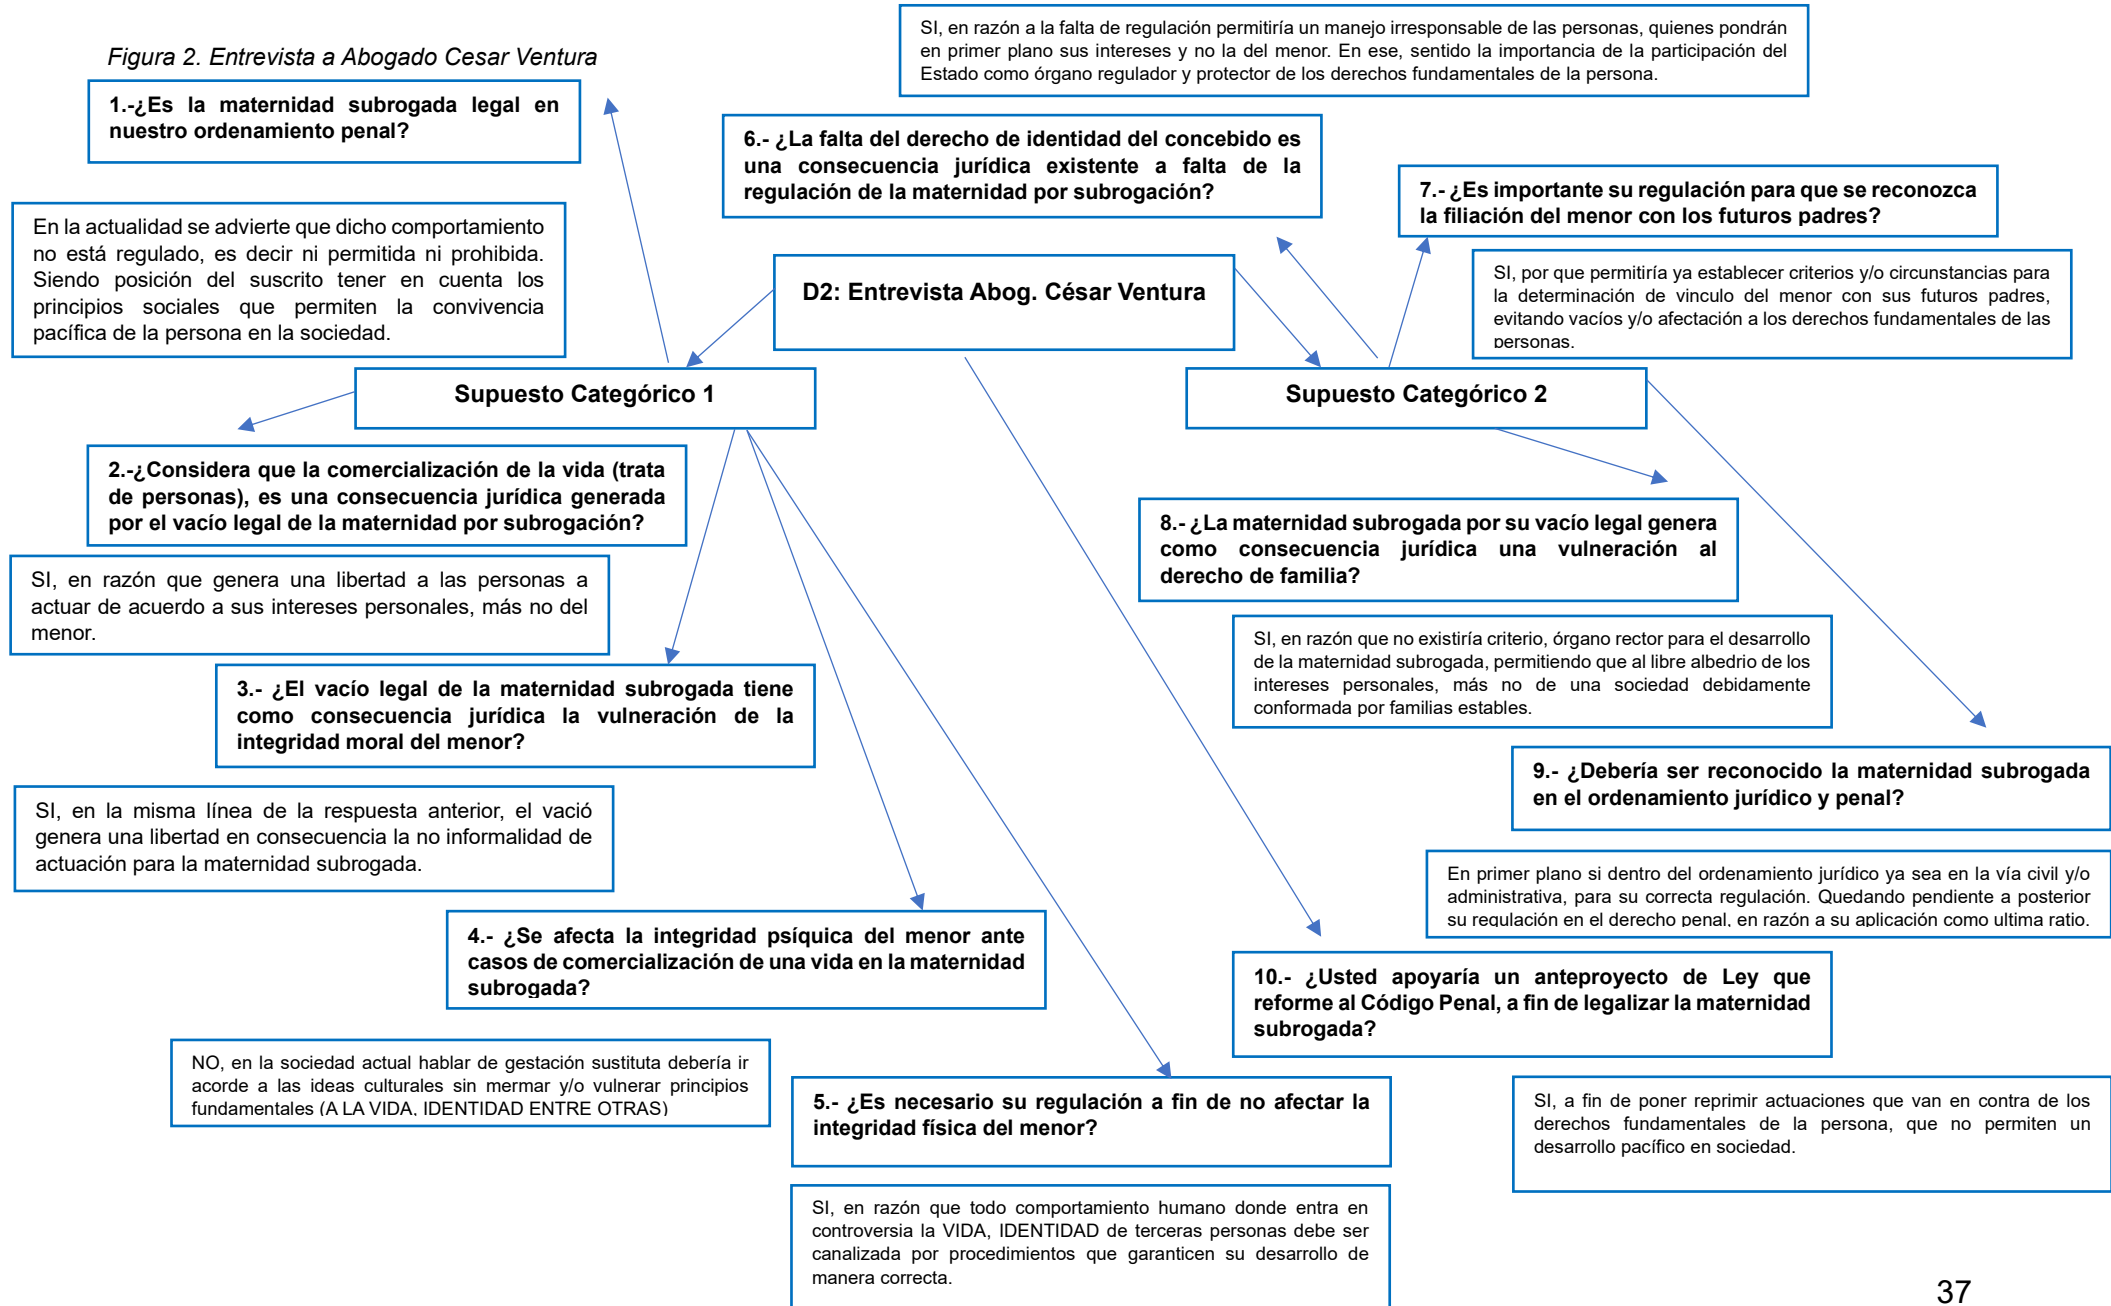 Figura 2. Entrevista a Abogado Cesar Ventura
1.-¿Es la maternidad subrogada legal en
nuestro ordenamiento penal?
En la actualidad se advierte que dicho comportamiento
no está regulado, es decir ni permitida ni prohibida.
Siendo posición del suscrito tener en cuenta los
principios sociales que permiten la convivencia
pacífica de la persona en la sociedad.
SI, en razón a la falta de regulación permitiría un manejo irresponsable de las personas, quienes pondrán
en primer plano sus intereses y no la del menor. En ese, sentido la importancia de la participación del
Estado como órgano regulador y protector de los derechos fundamentales de la persona.
6.- ¿La falta del derecho de identidad del concebido es
una consecuencia jurídica existente a falta de la
regulación de la maternidad por subrogación?
7.- ¿Es importante su regulación para que se reconozca
la filiación del menor con los futuros padres?
SI, por que permitiría ya establecer criterios y/o circunstancias para
la determinación de vinculo del menor con sus futuros padres,
evitando vacíos y/o afectación a los derechos fundamentales de las
personas.
D2: Entrevista Abog. César Ventura
Supuesto Categórico 1
Supuesto Categórico 2
2.-¿Considera que la comercialización de la vida (trata
de personas), es una consecuencia jurídica generada
por el vacío legal de la maternidad por subrogación?
SI, en razón que genera una libertad a las personas a
actuar de acuerdo a sus intereses personales, más no del
menor.
3.- ¿El vacío legal de la maternidad subrogada tiene
como consecuencia jurídica la vulneración de la
integridad moral del menor?
SI, en la misma línea de la respuesta anterior, el vació
genera una libertad en consecuencia la no informalidad de
actuación para la maternidad subrogada.
4.- ¿Se afecta la integridad psíquica del menor ante
casos de comercialización de una vida en la maternidad
subrogada?
NO, en la sociedad actual hablar de gestación sustituta debería ir
acorde a las ideas culturales sin mermar y/o vulnerar principios
fundamentales (A LA VIDA, IDENTIDAD ENTRE OTRAS)
5.- ¿Es necesario su regulación a fin de no afectar la
integridad física del menor?
SI, en razón que todo comportamiento humano donde entra en
controversia la VIDA, IDENTIDAD de terceras personas debe ser
canalizada por procedimientos que garanticen su desarrollo de
manera correcta.
8.- ¿La maternidad subrogada por su vacío legal genera
como consecuencia jurídica una vulneración al
derecho de familia?
SI, en razón que no existiría criterio, órgano rector para el desarrollo
de la maternidad subrogada, permitiendo que al libre albedrio de los
intereses personales, más no de una sociedad debidamente
conformada por familias estables.
9.- ¿Debería ser reconocido la maternidad subrogada
en el ordenamiento jurídico y penal?
En primer plano si dentro del ordenamiento jurídico ya sea en la vía civil y/o
administrativa, para su correcta regulación. Quedando pendiente a posterior
su regulación en el derecho penal, en razón a su aplicación como ultima ratio.
10.- ¿Usted apoyaría un anteproyecto de Ley que
reforme al Código Penal, a fin de legalizar la maternidad
subrogada?
SI, a fin de poner reprimir actuaciones que van en contra de los
derechos fundamentales de la persona, que no permiten un
desarrollo pacífico en sociedad.
37